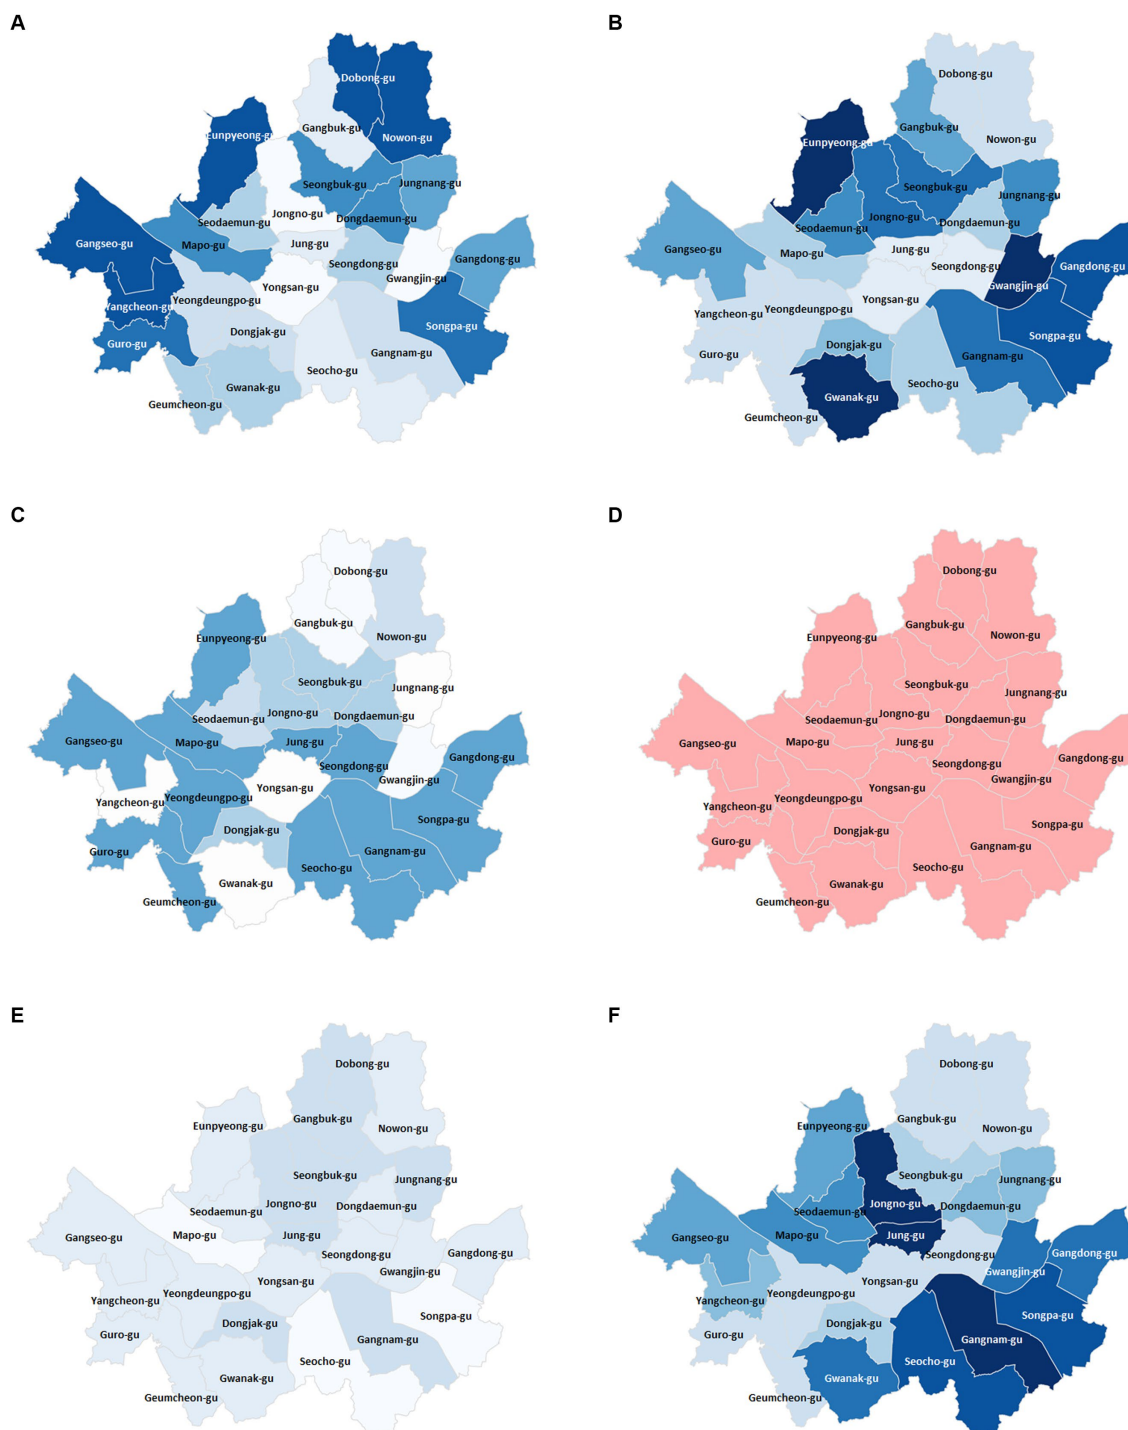 A
Dobong-gu
Gangbuk-gu
Eunpyeong-gu
Nowon-gu
Seongbuk-gu
Jungnang-gu
Jongno-gu
Seodaemun-gu
Dongdaemun-gu
Gangseo-gu
Mapo-gu
Jung-gu
Seongdong-gu
Gangdong-gu
Gwangjin-gu
Yongsan-gu
Yangcheon-gu
Yeongdeungpo-gu
Songpa-gu
Dongjak-gu
Guro-gu
Gangnam-gu
Seocho-gu
Gwanak-gu
Geumcheon-gu
B
Dobong-gu
Gangbuk-gu
Nowon-gu
Eunpyeong-gu
Seongbuk-gu
Jungnang-gu
Jongno-gu
Dongdaemun-gu
Seodaemun-gu
Gangseo-gu
Jung-gu
Mapo-gu
Seongdong-gu
Gangdong-gu
Gwangjin-gu
Yongsan-gu
Yeongdeungpo-gu
Yangcheon-gu
Songpa-gu
Dongjak-gu
Guro-gu
Gangnam-gu
Seocho-gu
Gwanak-gu
Geumcheon-gu
C
Dobong-gu
Gangbuk-gu
Eunpyeong-gu
Nowon-gu
Seongbuk-gu
Jungnang-gu
Jongno-gu
Dongdaemun-gu
Seodaemun-gu
Gangseo-gu
Mapo-gu
Jung-gu
Gangdong-gu
Seongdong-gu
Gwangjin-gu
Yongsan-gu
Yeongdeungpo-gu
Yangcheon-gu
Songpa-gu
Dongjak-gu
Guro-gu
Gangnam-gu
Seocho-gu
Gwanak-gu
Geumcheon-gu
D
Dobong-gu
Gangbuk-gu
Nowon-gu
Eunpyeong-gu
Seongbuk-gu
Jungnang-gu
Jongno-gu
Seodaemun-gu
Dongdaemun-gu
Gangseo-gu
Mapo-gu
Jung-gu
Gangdong-gu
Seongdong-gu
Gwangjin-gu
Yongsan-gu
Yeongdeungpo-gu
Yangcheon-gu
Songpa-gu
Dongjak-gu
Guro-gu
Gangnam-gu
Seocho-gu
Gwanak-gu
Geumcheon-gu
E
Dobong-gu
Gangbuk-gu
Eunpyeong-gu
Nowon-gu
Seongbuk-gu
Jungnang-gu
Jongno-gu
Dongdaemun-gu
Seodaemun-gu
Gangseo-gu
Mapo-gu
Jung-gu
Gangdong-gu
Seongdong-gu
Gwangjin-gu
Yongsan-gu
Yeongdeungpo-gu
Yangcheon-gu
Songpa-gu
Dongjak-gu
Guro-gu
Gangnam-gu
Seocho-gu
Gwanak-gu
Geumcheon-gu
F
Dobong-gu
Gangbuk-gu
Eunpyeong-gu
Nowon-gu
Seongbuk-gu
Jungnang-gu
Jongno-gu
Dongdaemun-gu
Seodaemun-gu
Gangseo-gu
Mapo-gu
Jung-gu
Gangdong-gu
Seongdong-gu
Gwangjin-gu
Yongsan-gu
Yeongdeungpo-gu
Yangcheon-gu
Songpa-gu
Dongjak-gu
Guro-gu
Gangnam-gu
Seocho-gu
Gwanak-gu
Geumcheon-gu